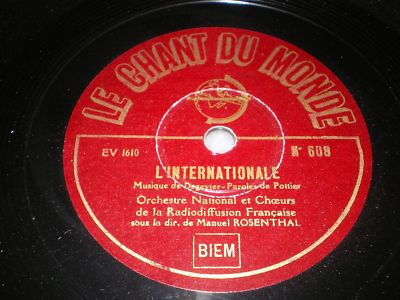 LE CHANT DU MONDE
EV 1610
Nº 608
L'INTERNATIONALE
Musique de Degeyter - Paroles de Pottier
Orchestre National et Chœurs
de la Radiodiffusion Française
sous la dir. de Manuel ROSENTHAL
BIEM